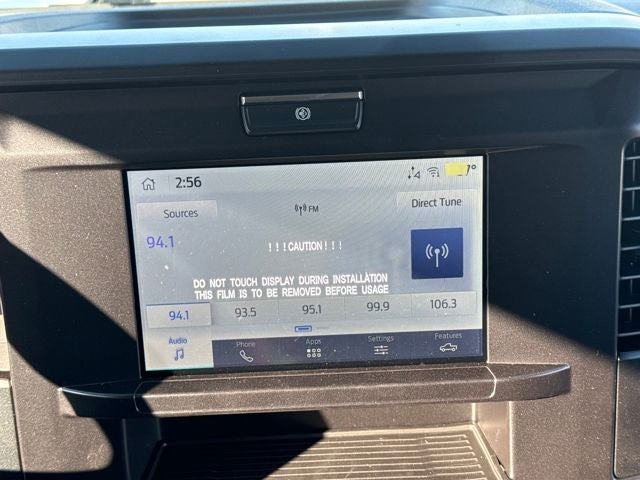 2:56
7°
Sources
FM
Direct Tune
94.1
!!!CAUTION!!!
DO NOT TOUCH DISPLAY DURING INSTALLATION
THIS FILM IS TO BE REMOVED BEFORE USAGE
94.1 93.5 95.1 99.9 106.3
Audio Phone Apps Settings Features